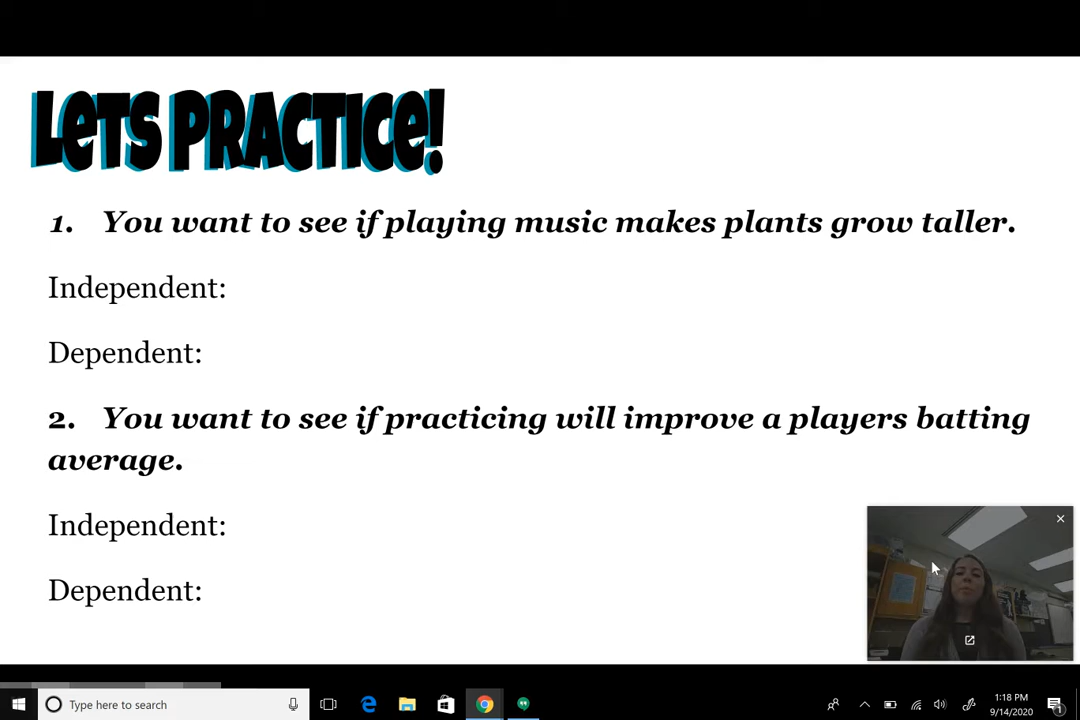 Lets Practice!
1. You want to see if playing music makes plants grow taller.
Independent:
Dependent:
2. You want to see if practicing will improve a players batting
average.
Independent:
Dependent:
Type here to search
1:18 PM
9/14/2020
1